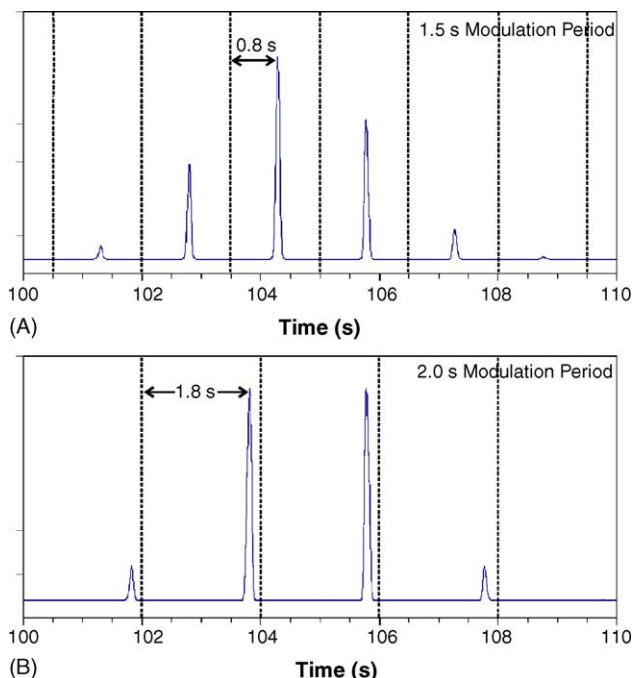 1.5 s Modulation Period
0.8 s
100 102 104 106 108 110
(A) Time (s)
2.0 s Modulation Period
1.8 s
100 102 104 106 108 110
(B) Time (s)